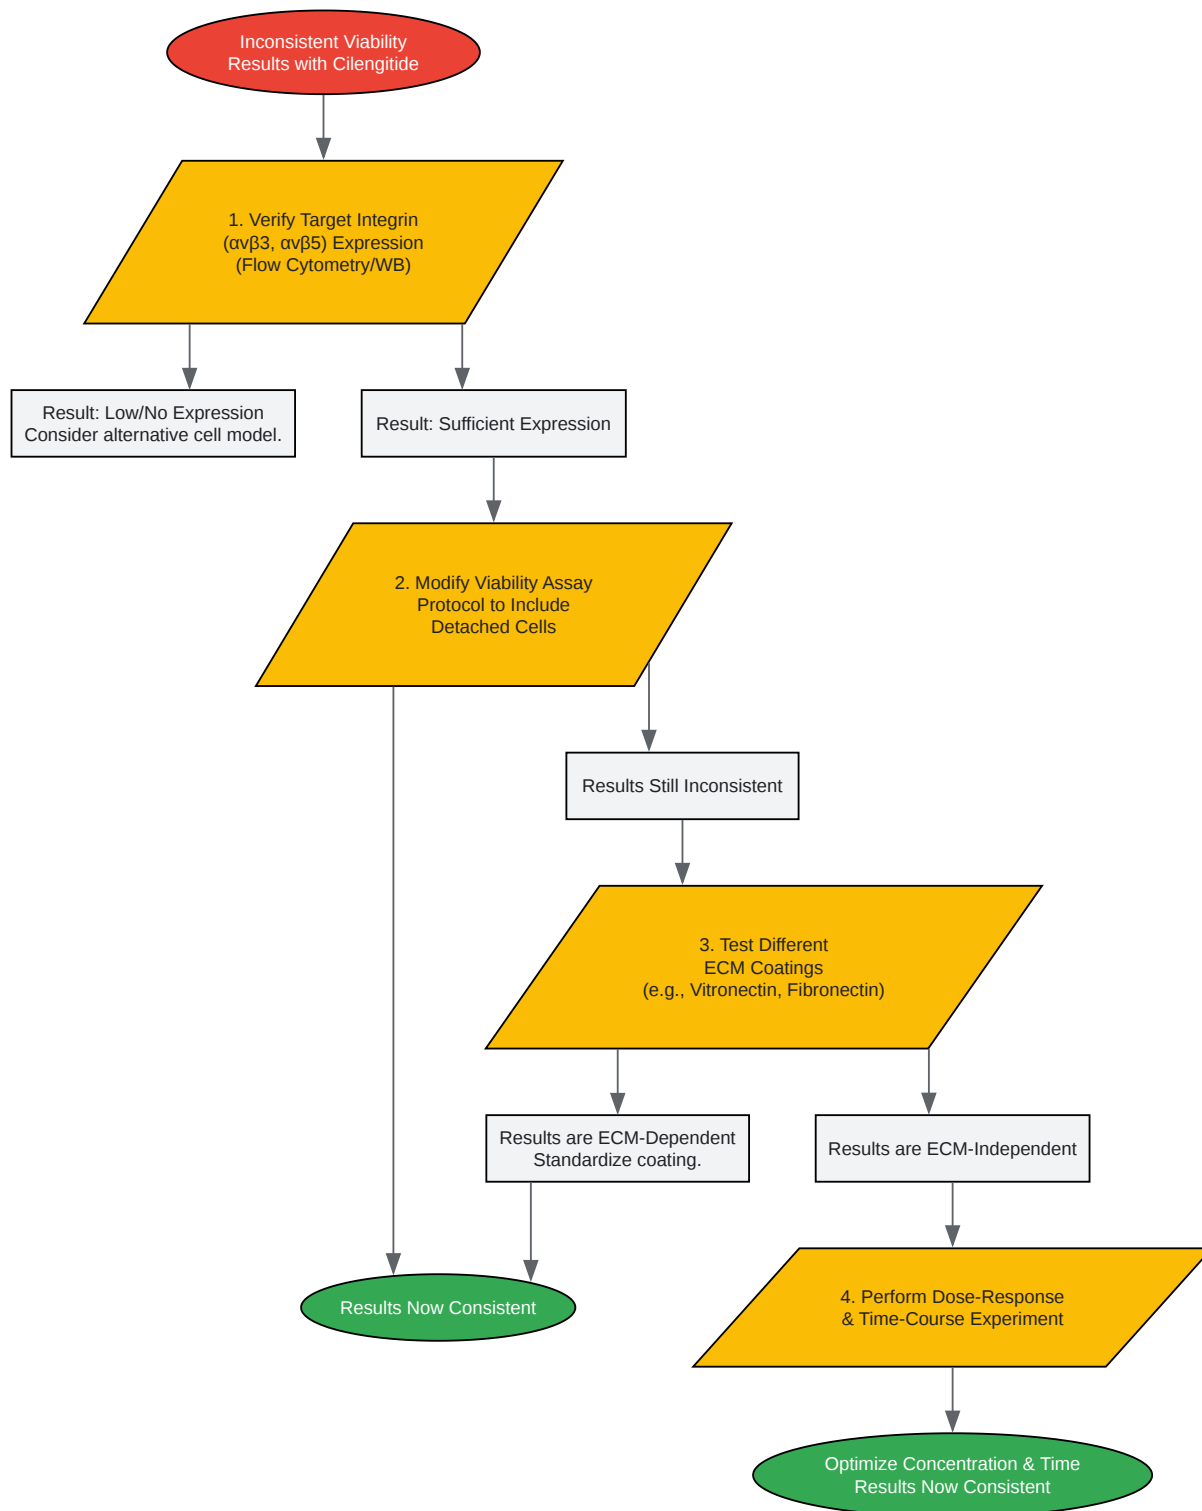 Inconsistent Viability
Results with Cilengitide
1. Verify Target Integrin
(αvβ3, αvβ5) Expression
(Flow Cytometry/WB)
Result: Low/No Expression
Consider alternative cell model.
Result: Sufficient Expression
2. Modify Viability Assay
Protocol to Include
Detached Cells
Results Still Inconsistent
3. Test Different
ECM Coatings
(e.g., Vitronectin, Fibronectin)
Results are ECM-Dependent
Standardize coating.
Results are ECM-Independent
Results Now Consistent
4. Perform Dose-Response
& Time-Course Experiment
Optimize Concentration & Time
Results Now Consistent